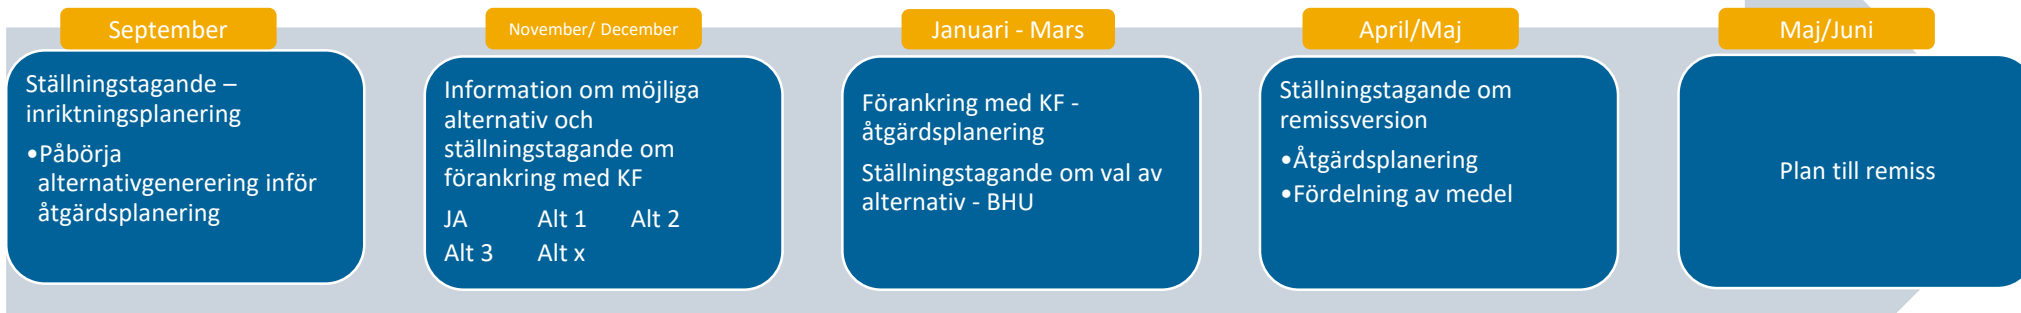 September
Ställningstagande –
inriktningsplanering
•Påbörja
alternativgenerering inför
åtgärdsplanering
November/ December
Information om möjliga
alternativ och
ställningstagande om
förankring med KF
JA Alt 1 Alt 2
Alt 3 Alt x
Januari - Mars
Förankring med KF -
åtgärdsplanering
Ställningstagande om val av
alternativ - BHU
April/Maj
Ställningstagande om
remissversion
•Åtgärdsplanering
•Fördelning av medel
Maj/Juni
Plan till remiss